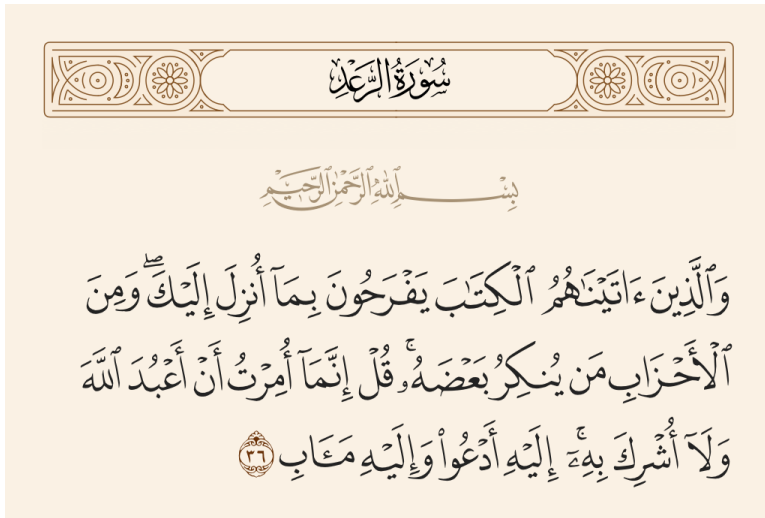 سُورَةُ الرَّعْدِ
بِسْمِ ٱللَّهِ ٱلرَّحْمَٰنِ ٱلرَّحِيمِ
وَٱلَّذِينَ ءَاتَيْنَٰهُمُ ٱلْكِتَٰبَ يَفْرَحُونَ بِمَآ أُنزِلَ إِلَيْكَۖ وَمِنَ
ٱلْأَحْزَابِ مَن يُنكِرُ بَعْضَهُۥۚ قُلْ إِنَّمَآ أُمِرْتُ أَنْ أَعْبُدَ ٱللَّهَ
وَلَآ أُشْرِكَ بِهِۦٓۚ إِلَيْهِ أَدْعُوا۟ وَإِلَيْهِ مَـَٔابِ ٣٦